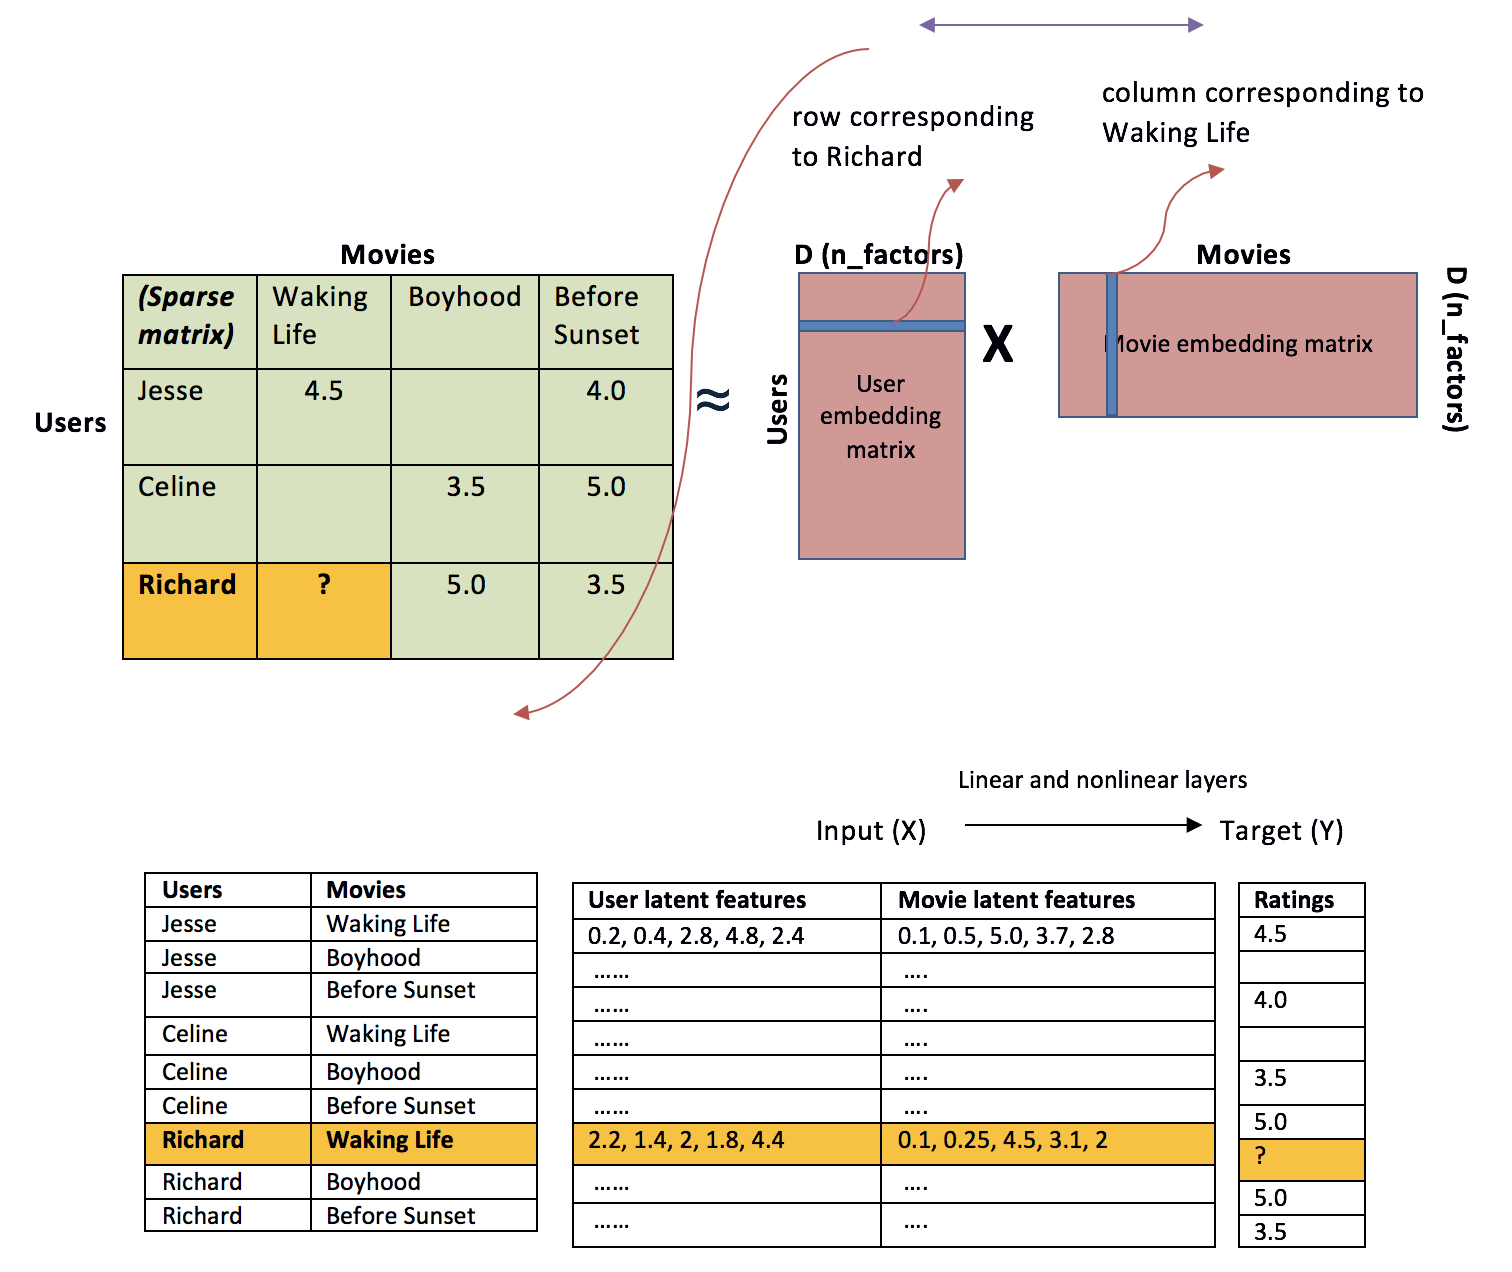 row corresponding
to Richard
column corresponding to
Waking Life
Movies
(Sparse
matrix)
Waking
Life
Boyhood
Before
Sunset
Jesse
4.5
4.0
Users
Celine
3.5
5.0
Richard
?
5.0
3.5
≈
D (n_factors)
Users
User
embedding
matrix
X
Movies
Movie embedding matrix
D (n_factors)
Linear and nonlinear layers
Input (X)
Target (Y)
Users Movies
Jesse Waking Life
Jesse Boyhood
Jesse Before Sunset
Celine Waking Life
Celine Boyhood
Celine Before Sunset
Richard Waking Life
Richard Boyhood
Richard Before Sunset
User latent features Movie latent features
0.2, 0.4, 2.8, 4.8, 2.4 0.1, 0.5, 5.0, 3.7, 2.8
...... ....
...... ....
...... ....
...... ....
...... ....
2.2, 1.4, 2, 1.8, 4.4 0.1, 0.25, 4.5, 3.1, 2
...... ....
...... ....
Ratings
4.5
4.0
3.5
5.0
?
5.0
3.5